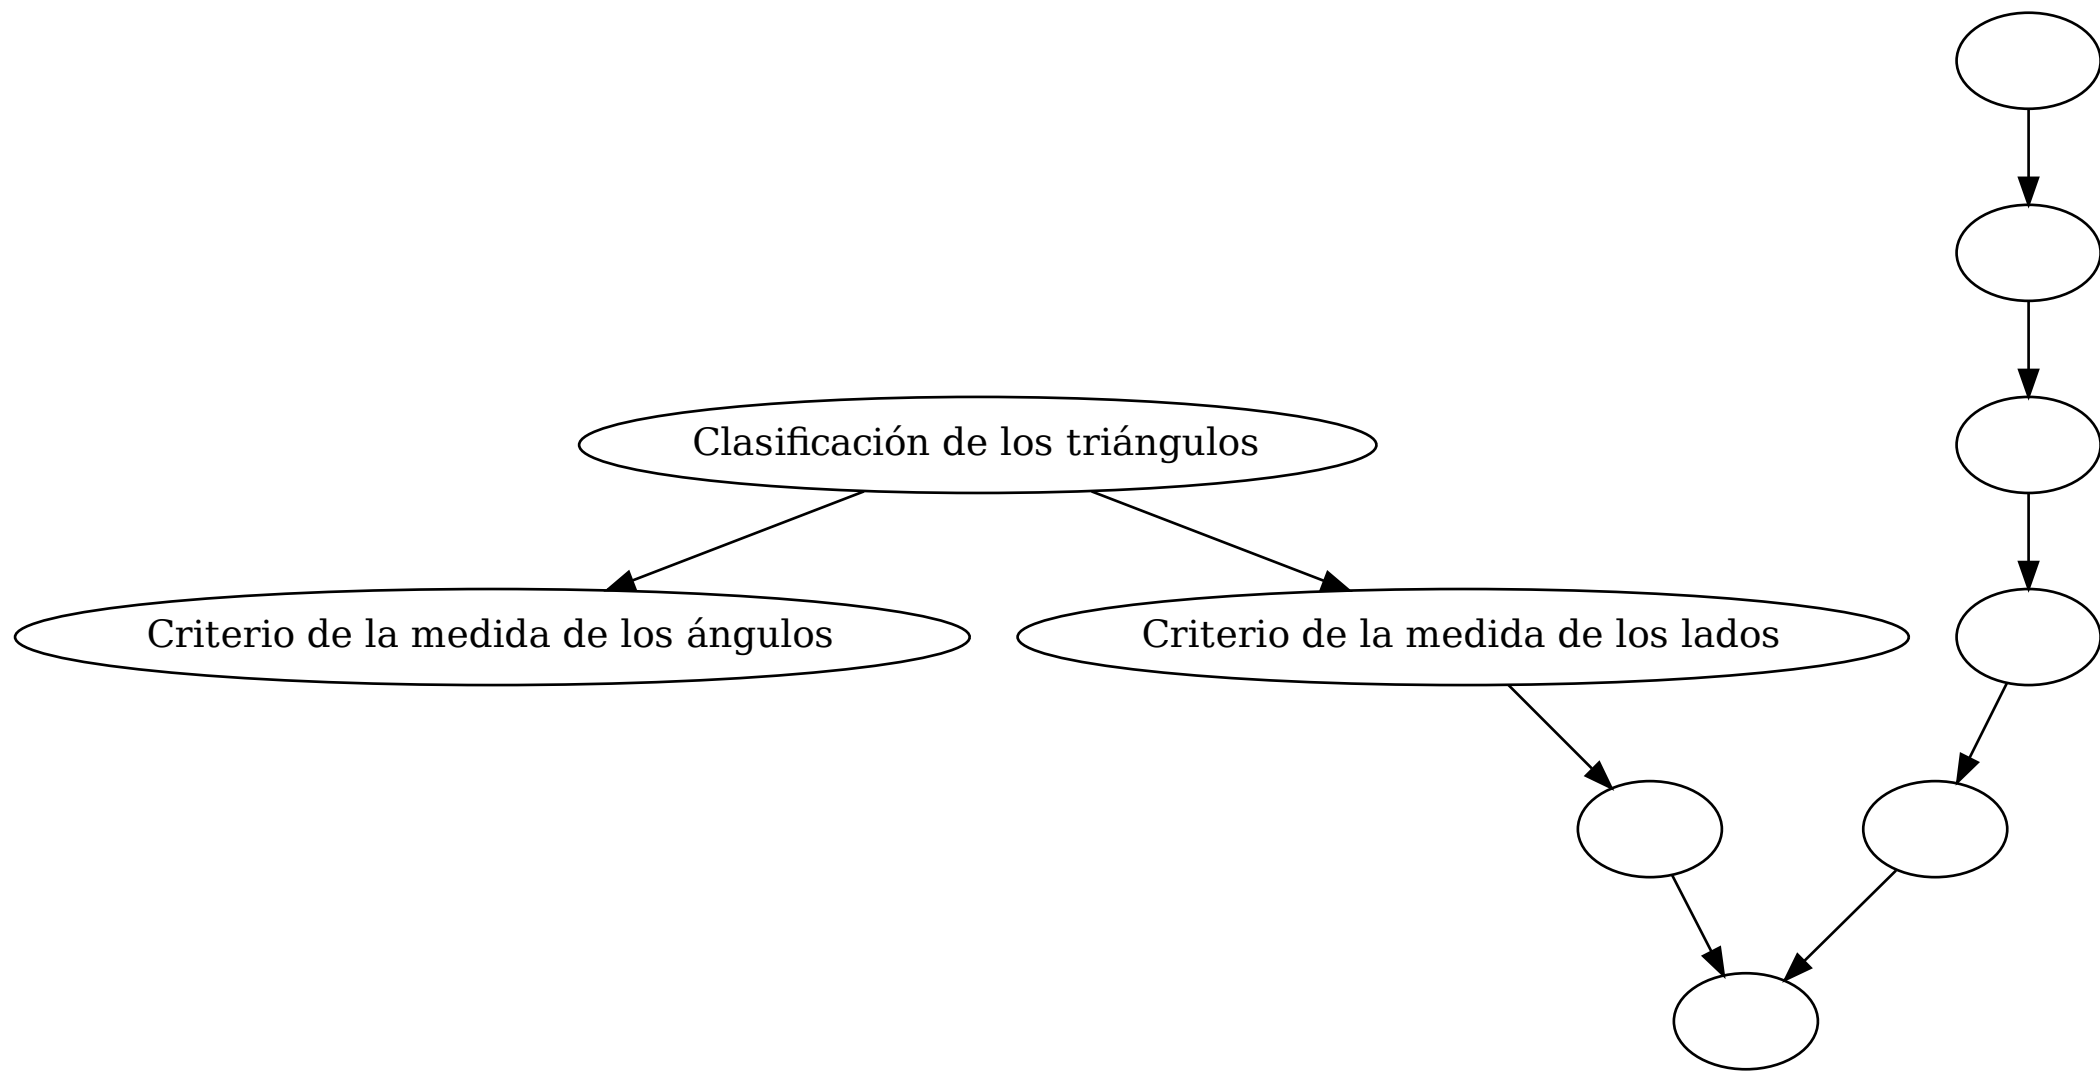 Clasificación de los triángulos
Criterio de la medida de los ángulos
Criterio de la medida de los lados